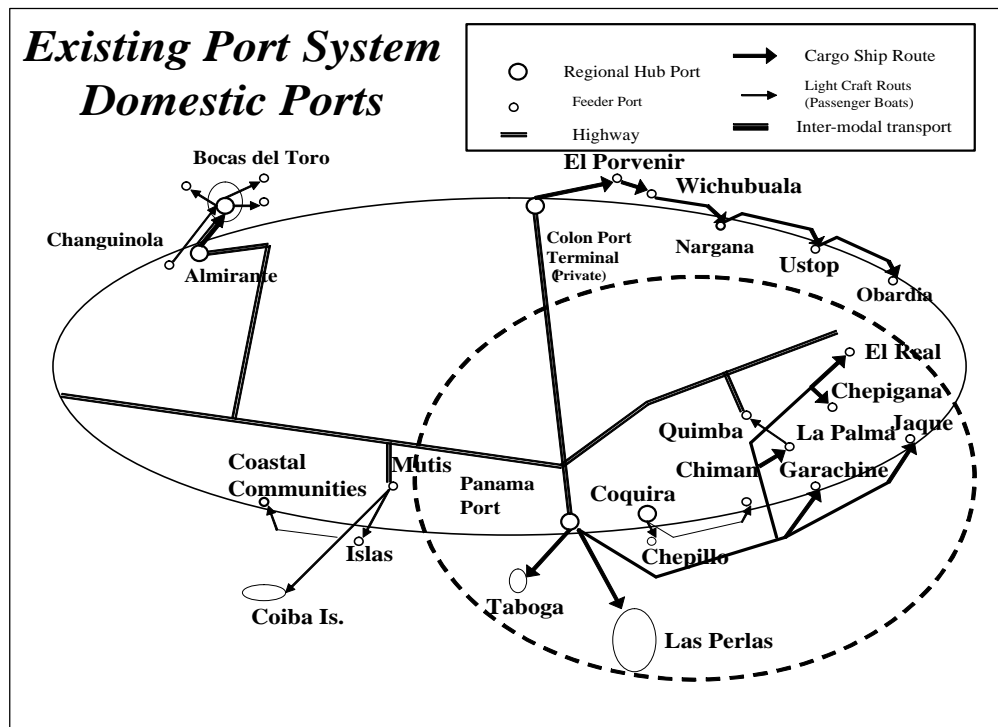 Existing Port System
Domestic Ports
Regional Hub Port
Feeder Port
Highway
Cargo Ship Route
Light Craft Routs
(Passenger Boats)
Inter-modal transport
Bocas del Toro
El Porvenir
Wichubuala
Changuinola
Almirante
Colon Port
Terminal
(Private)
Nargana
Ustop
Obardia
El Real
Chepigana
Jaque
Quimba
La Palma
Mutis
Coastal
Communities
Panama
Port
Chiman
Garachine
Coquira
Islas
Chepillo
Coiba Is.
Taboga
Las Perlas